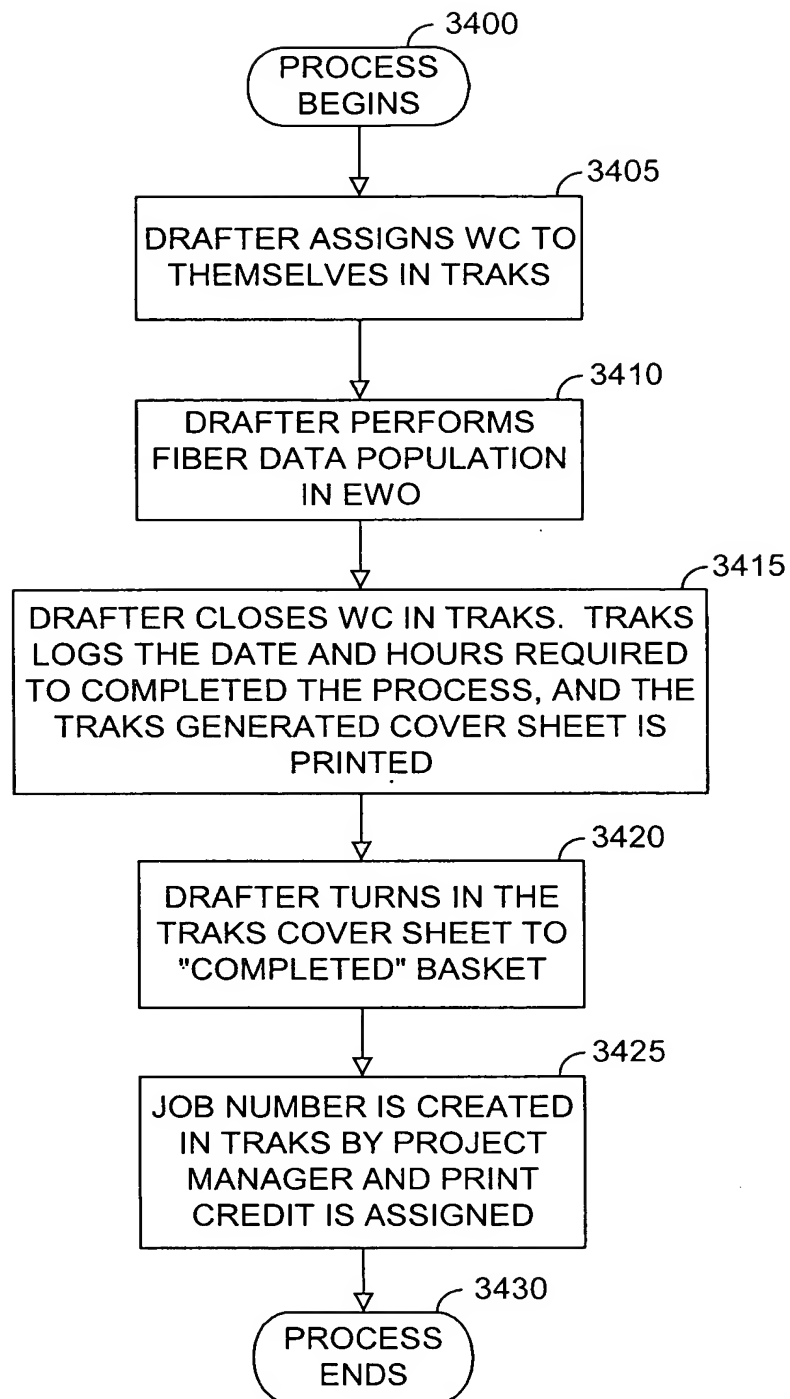 3400
PROCESS
BEGINS
3405
DRAFTER ASSIGNS WC TO
THEMSELVES IN TRAKS
3410
DRAFTER PERFORMS
FIBER DATA POPULATION
IN EWO
3415
DRAFTER CLOSES WC IN TRAKS. TRAKS
LOGS THE DATE AND HOURS REQUIRED
TO COMPLETED THE PROCESS, AND THE
TRAKS GENERATED COVER SHEET IS
PRINTED
3420
DRAFTER TURNS IN THE
TRAKS COVER SHEET TO
"COMPLETED" BASKET
3425
JOB NUMBER IS CREATED
IN TRAKS BY PROJECT
MANAGER AND PRINT
CREDIT IS ASSIGNED
3430
PROCESS
ENDS